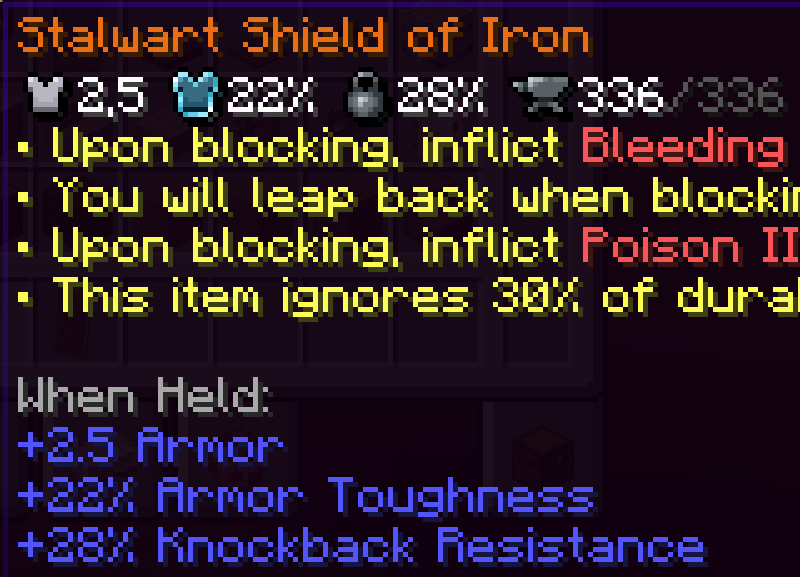 Stalwart Shield of Iron
2,5 22% 28% 336/336
▪ Upon blocking, inflict Bleeding
▪ You will leap back when blockin
▪ Upon blocking, inflict Poison II
▪ This item ignores 30% of dura
When Held:
+2.5 Armor
+22% Armor Toughness
+28% Knockback Resistance